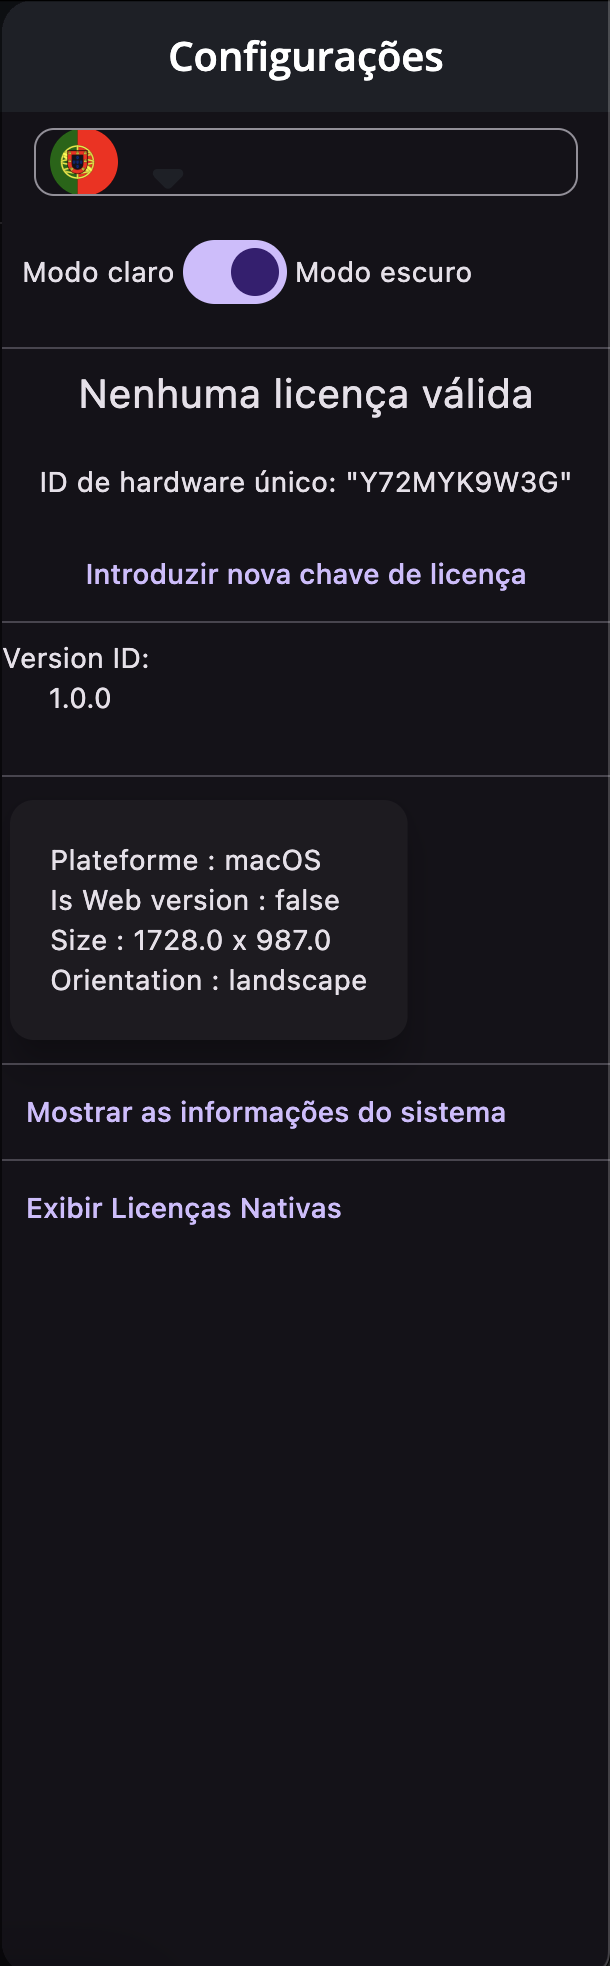 Configurações
Modo claro Modo escuro
Nenhuma licença válida
ID de hardware único: "Y72MYK9W3G"
Introduzir nova chave de licença
Version ID:
1.0.0
Plateforme : macOS
Is Web version : false
Size : 1728.0 x 987.0
Orientation : landscape
Mostrar as informações do sistema
Exibir Licenças Nativas